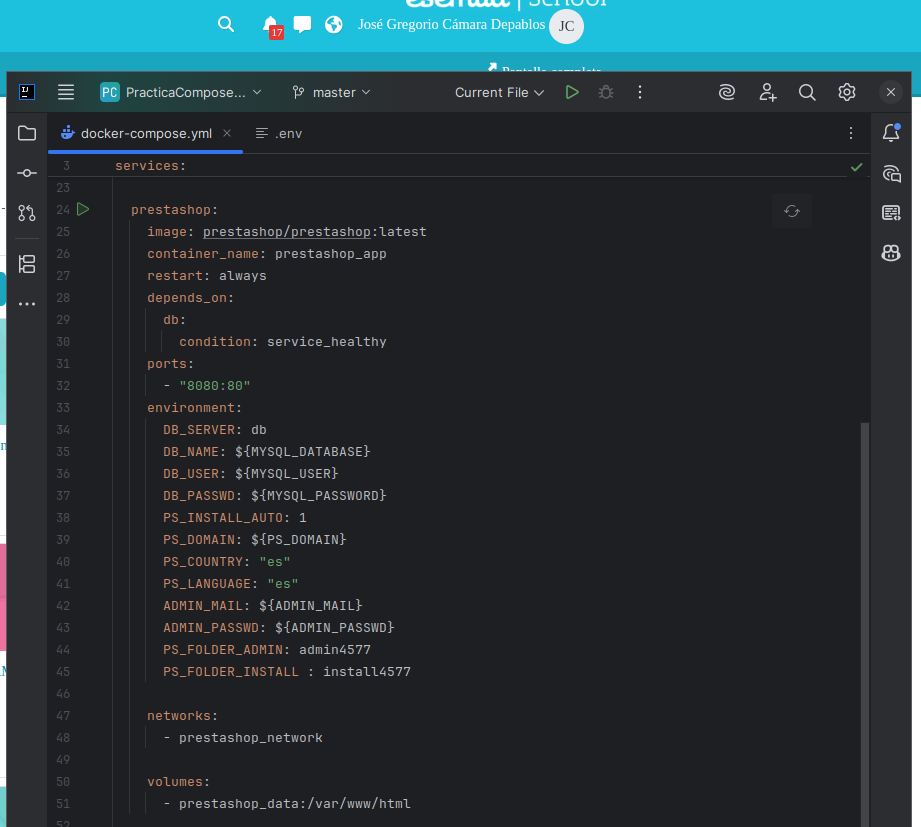 esemtia | School
17
José Gregorio Cámara Depablos JC
Pantalla completa
IJ
PC PracticaCompose... master Current File
docker-compose.yml .env
3 services:
23
24 prestashop:
25 image: prestashop/prestashop:latest
26 container_name: prestashop_app
27 restart: always
28 depends_on:
29 db:
30 condition: service_healthy
31 ports:
32 - "8080:80"
33 environment:
34 DB_SERVER: db
35 DB_NAME: ${MYSQL_DATABASE}
36 DB_USER: ${MYSQL_USER}
37 DB_PASSWD: ${MYSQL_PASSWORD}
38 PS_INSTALL_AUTO: 1
39 PS_DOMAIN: ${PS_DOMAIN}
40 PS_COUNTRY: "es"
41 PS_LANGUAGE: "es"
42 ADMIN_MAIL: ${ADMIN_MAIL}
43 ADMIN_PASSWD: ${ADMIN_PASSWD}
44 PS_FOLDER_ADMIN: admin4577
45 PS_FOLDER_INSTALL : install4577
46
47 networks:
48 - prestashop_network
49
50 volumes:
51 - prestashop_data:/var/www/html
52